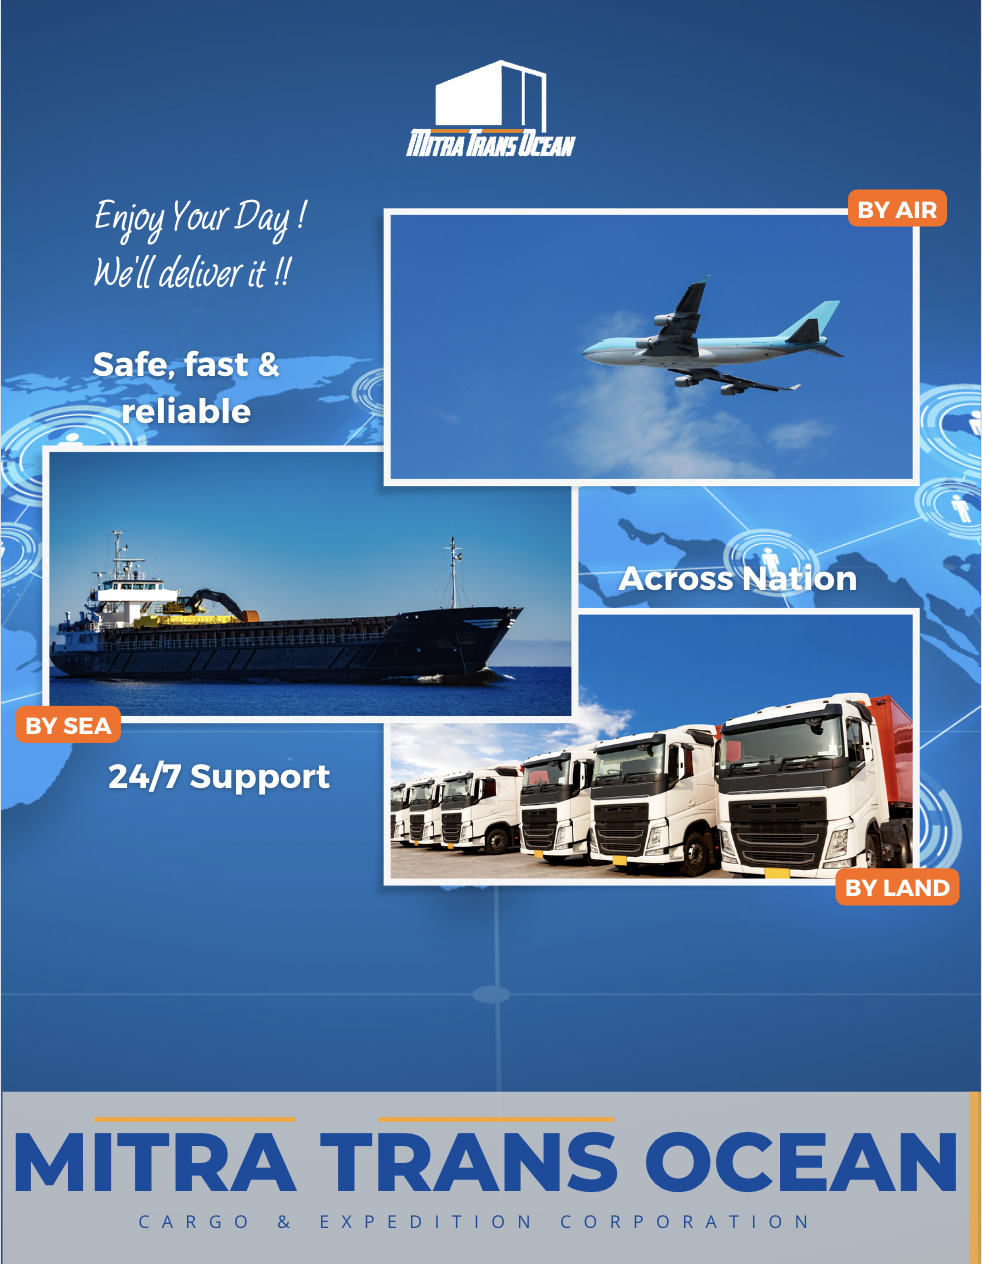 MITRA TRANS OCEAN
Enjoy Your Day !
We'll deliver it !!
BY AIR
Safe, fast &
reliable
Across Nation
BY SEA
24/7 Support
BY LAND
MITRA TRANS OCEAN
CARGO & EXPEDITION CORPORATION